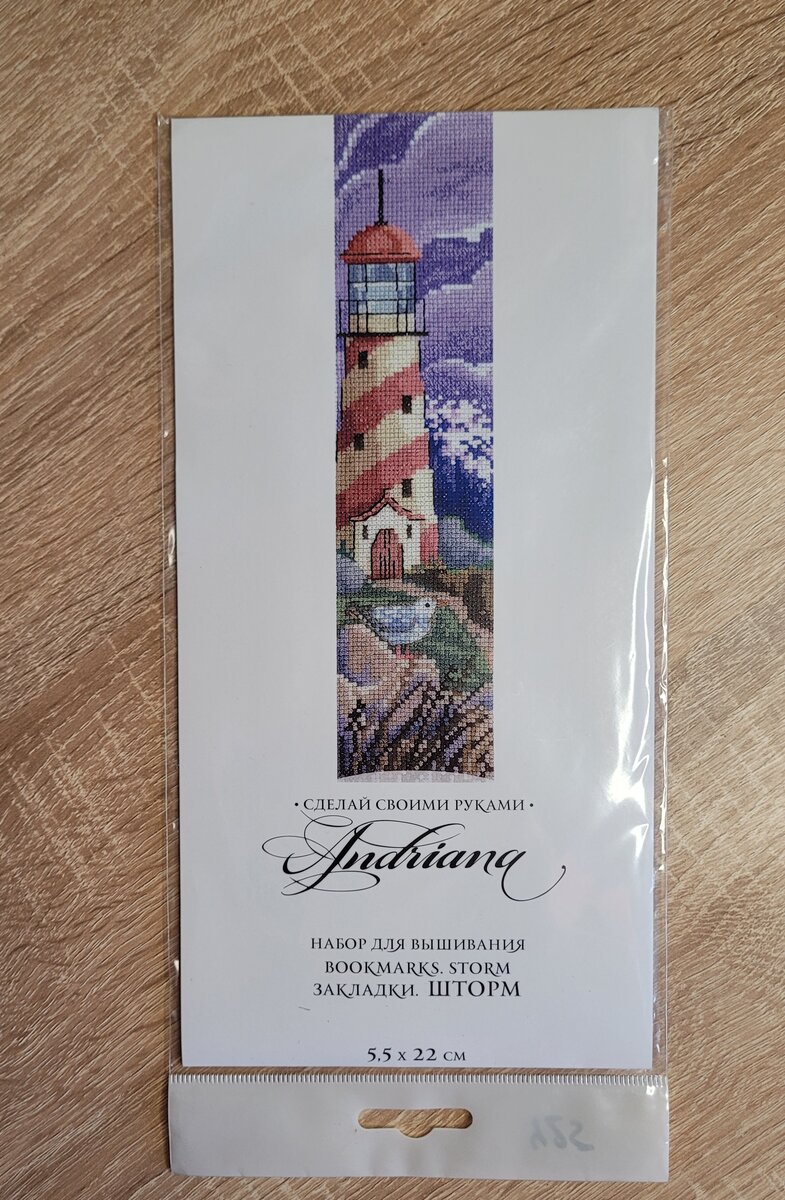 • СДЕЛАЙ СВОИМИ РУКАМИ •
Andriana
НАБОР ДЛЯ ВЫШИВАНИЯ
BOOKMARKS. STORM
ЗАКЛАДКИ. ШТОРМ
5,5 х 22 см